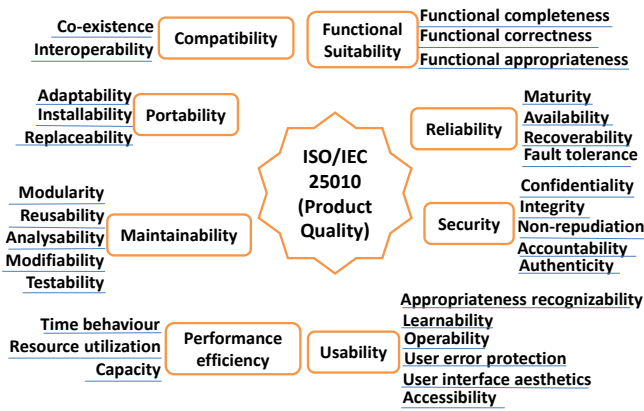 Co-existence
Interoperability
Compatibility
Functional
Suitability
Functional completeness
Functional correctness
Functional appropriateness
Adaptability
Installability
Replaceability
Portability
Reliability
Maturity
Availability
Recoverability
Fault tolerance
ISO/IEC
25010
(Product
Quality)
Modularity
Reusability
Analysability
Modifiability
Testability
Maintainability
Security
Confidentiality
Integrity
Non-repudiation
Accountability
Authenticity
Time behaviour
Resource utilization
Capacity
Performance
efficiency
Usability
Appropriateness recognizability
Learnability
Operability
User error protection
User interface aesthetics
Accessibility